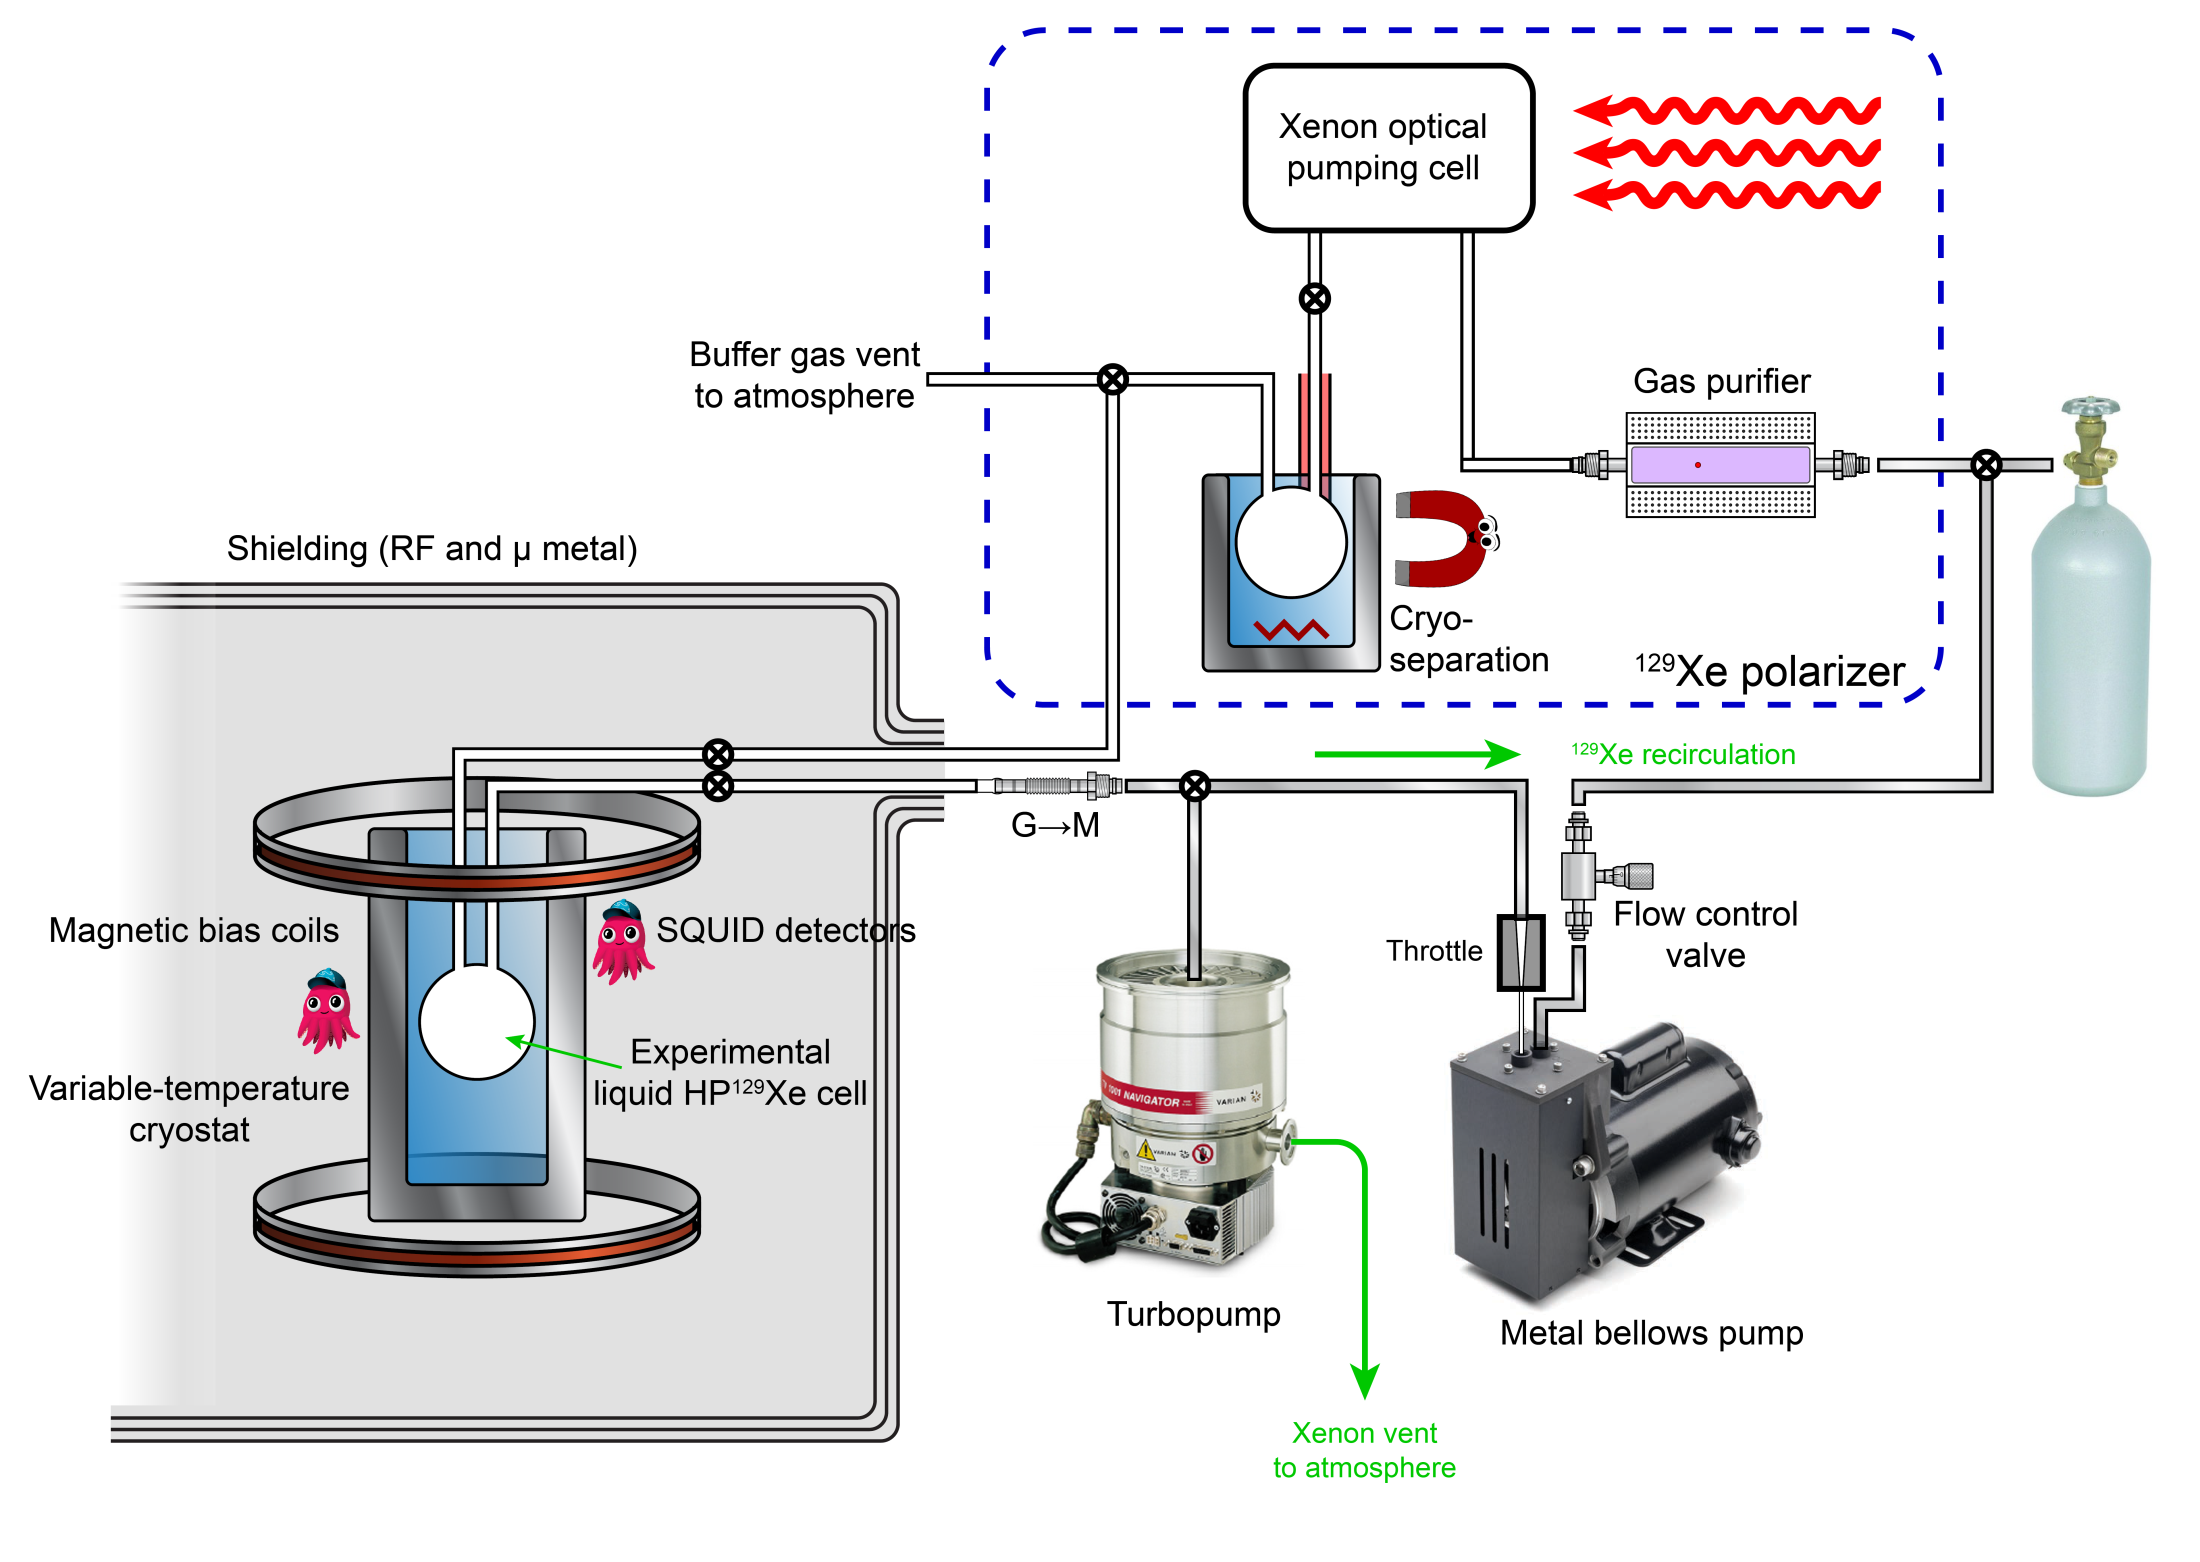 Xenon optical
pumping cell
Buffer gas vent
to atmosphere
Gas purifier
Cryo-
separation
¹²⁹Xe polarizer
Shielding (RF and µ metal)
¹²⁹Xe recirculation
G→M
Magnetic bias coils
SQUID detectors
Throttle
Flow control
valve
Experimental
liquid HP¹²⁹Xe cell
Variable-temperature
cryostat
1001 NAVIGATOR
VARIAN
VARIAN
Turbopump
Metal bellows pump
Xenon vent
to atmosphere